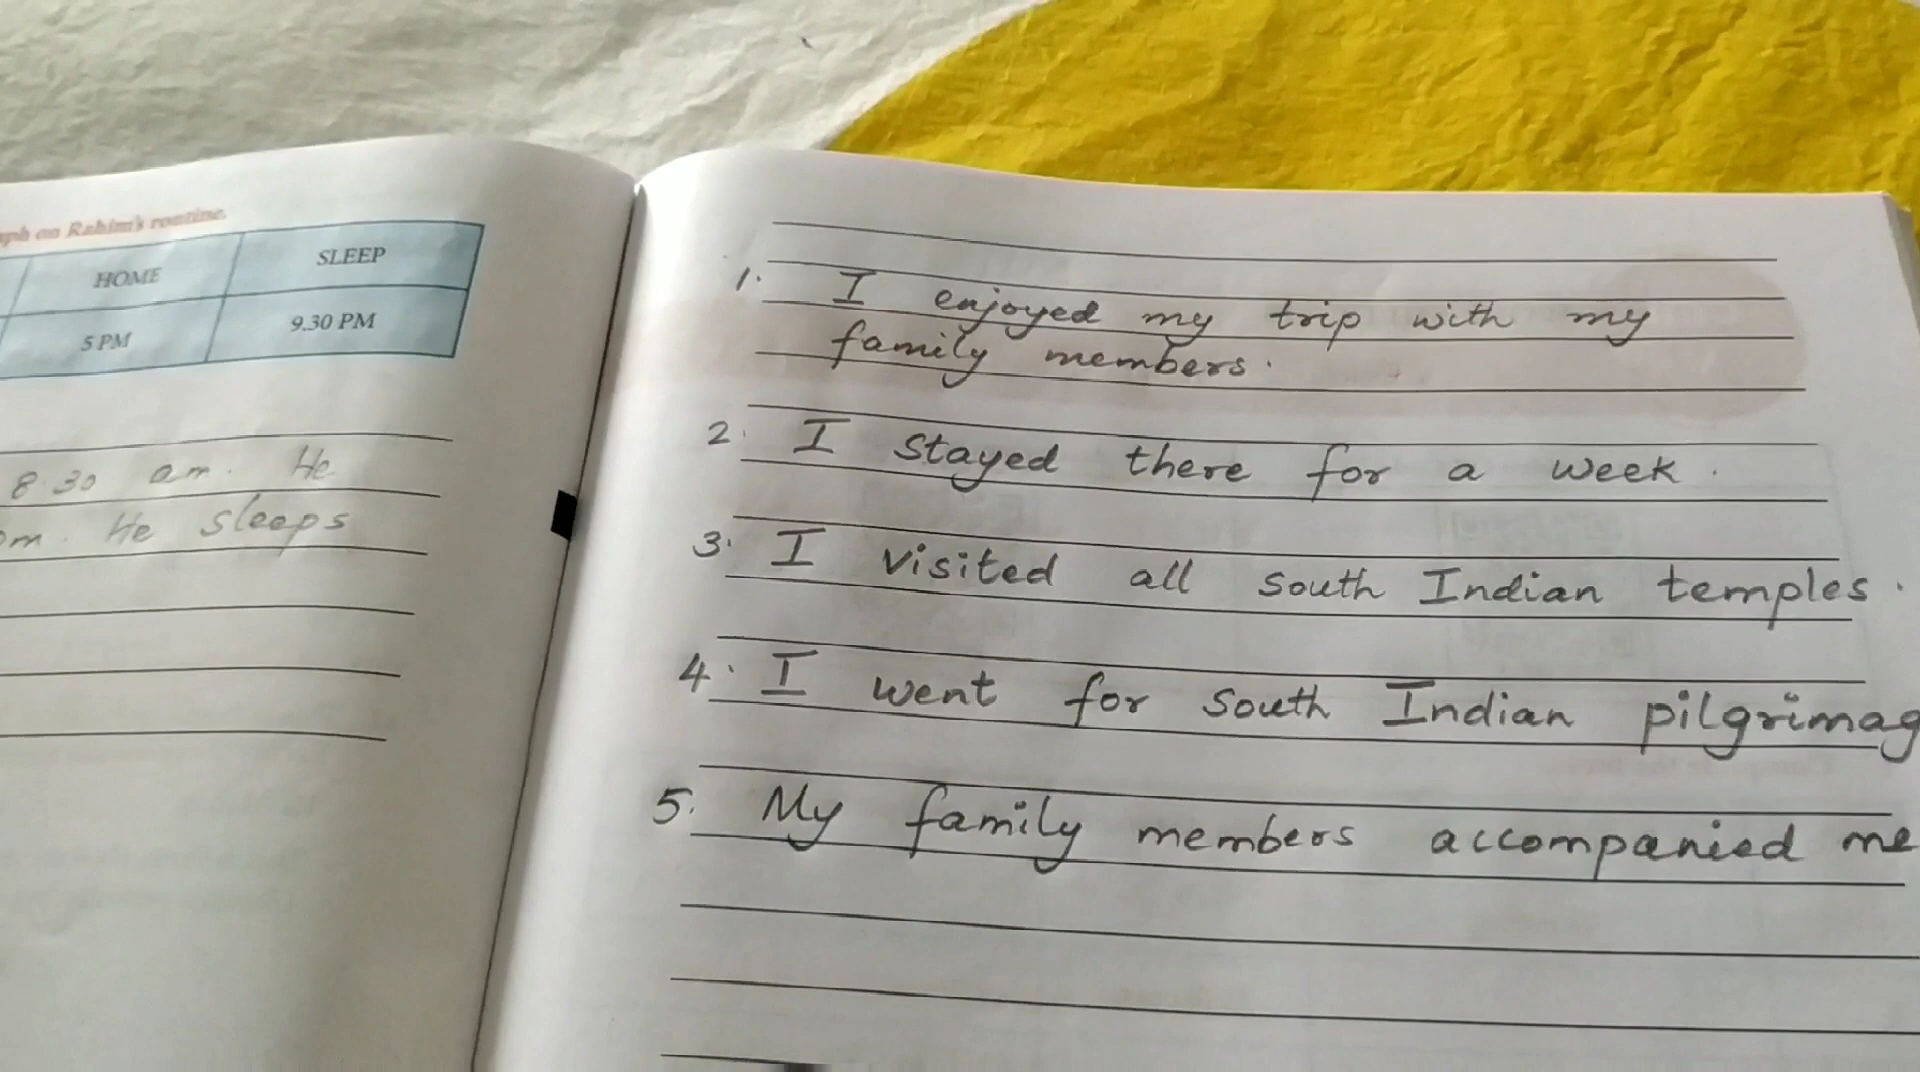 on Rahim's routine.
HOME SLEEP
5 PM 9.30 PM
8.30 am. He
He sleeps
1. I enjoyed my trip with my
family members.
2. I stayed there for a week.
3. I visited all south Indian temples.
4. I went for south Indian pilgrimag
5. My family members accompanied me